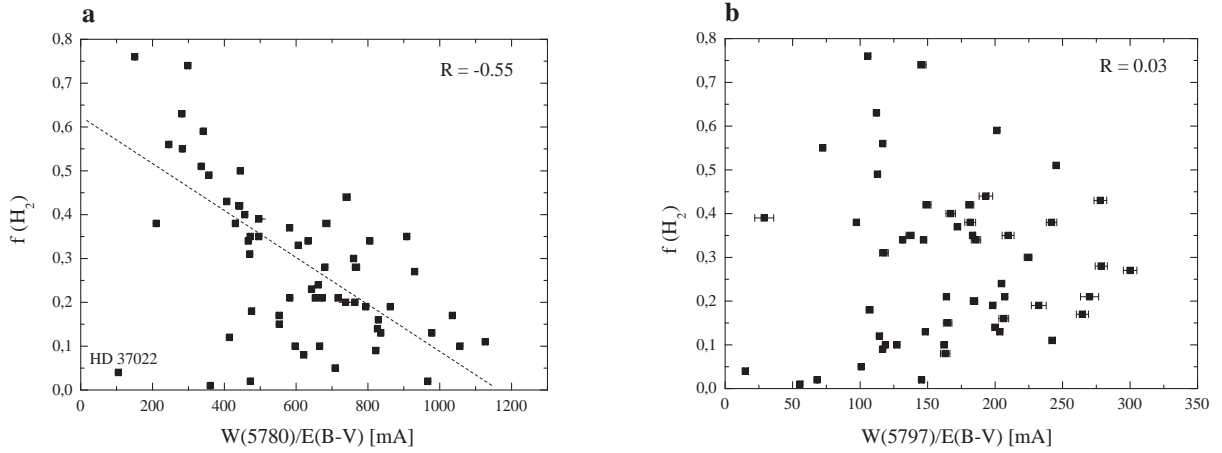 a
0,8
0,7
0,6
0,5
0,4
0,3
0,2
0,1
0,0
f (H2)
R = -0.55
HD 37022
0 200 400 600 800 1000 1200
W(5780)/E(B-V) [mA]
b
0,8
0,7
0,6
0,5
0,4
0,3
0,2
0,1
0,0
f (H2)
R = 0.03
0 50 100 150 200 250 300 350
W(5797)/E(B-V) [mA]